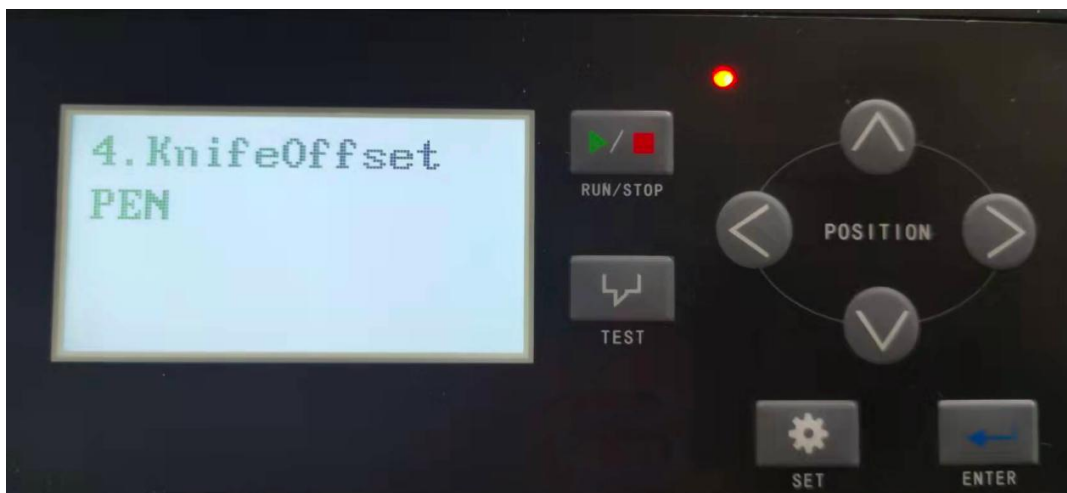 4.KnifeOffset
PEN
RUN/STOP
POSITION
TEST
SET
ENTER